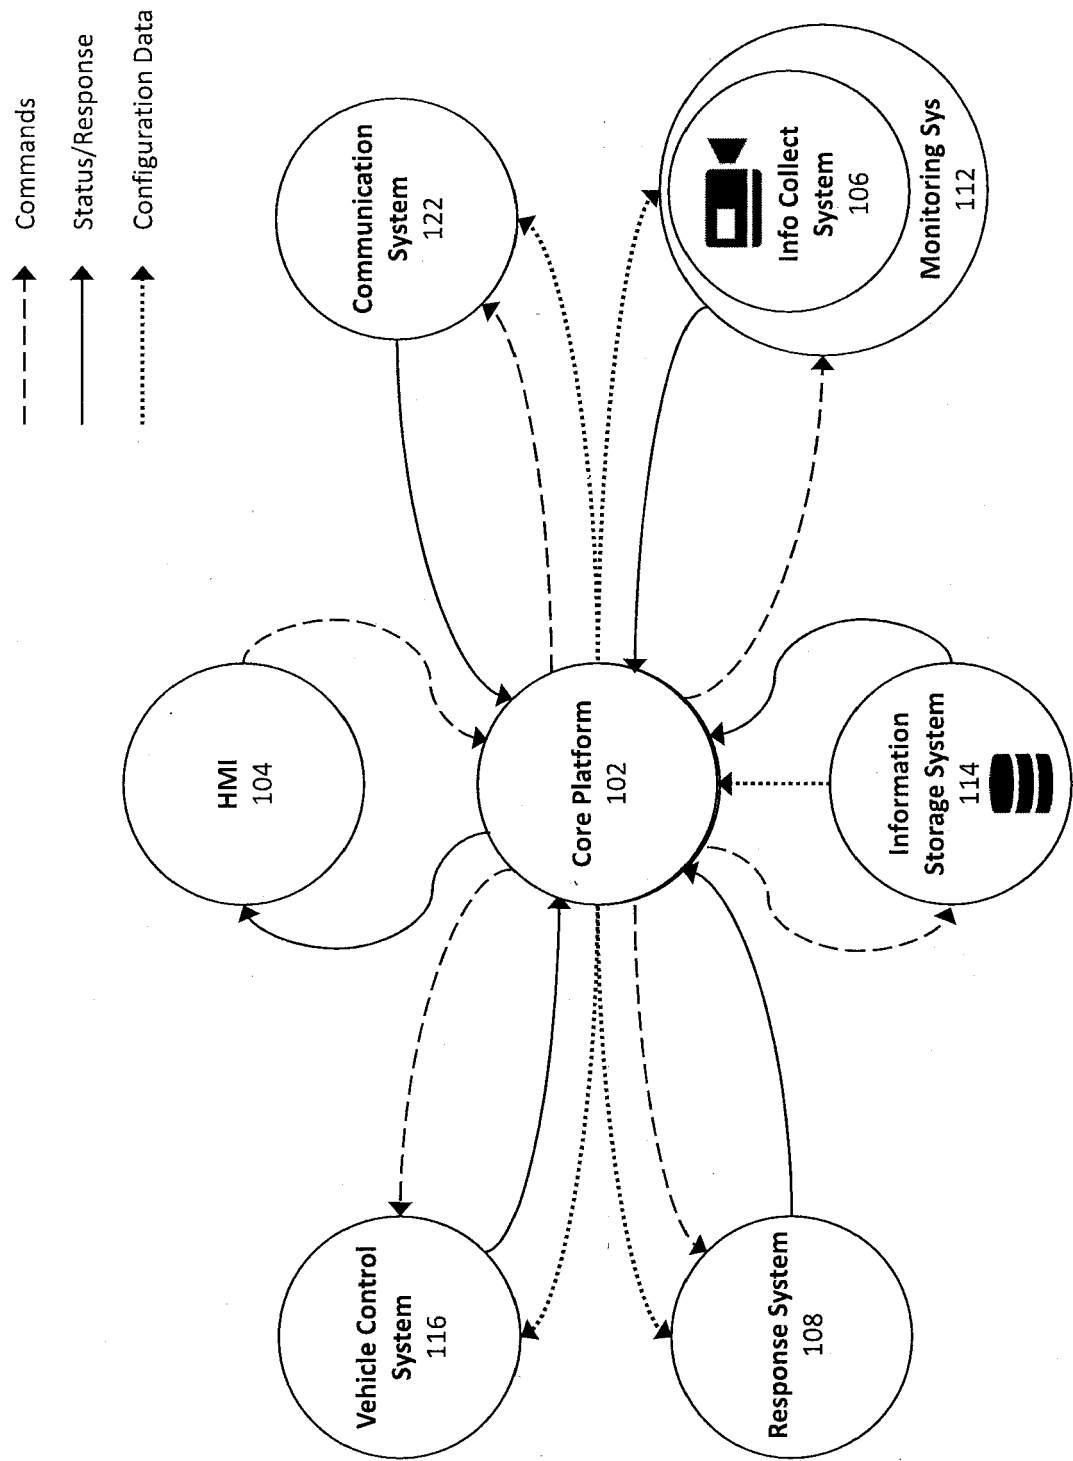 Commands
Status/Response
Configuration Data
Communication
System
122
Info Collect
System
106
Monitoring Sys
112
HMI
104
Core Platform
102
Information
Storage System
114
Vehicle Control
System
116
Response System
108